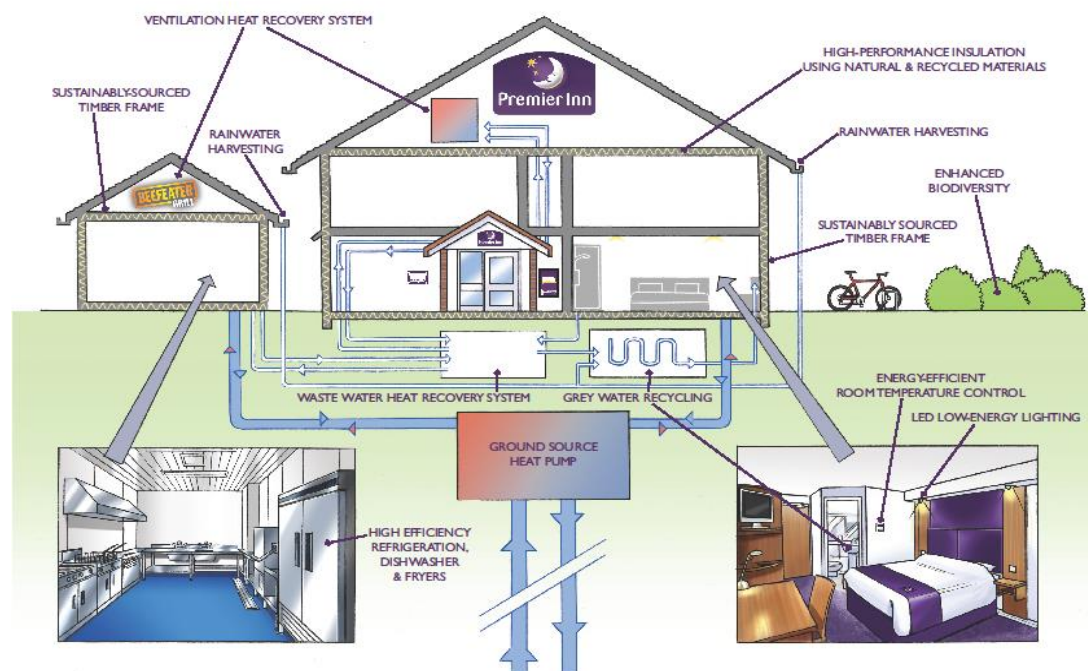 VENTILATION HEAT RECOVERY SYSTEM
HIGH-PERFORMANCE INSULATION
USING NATURAL & RECYCLED MATERIALS
Premier Inn
SUSTAINABLY-SOURCED
TIMBER FRAME
RAINWATER
HARVESTING
RAINWATER HARVESTING
BEEFEATER
GRILL
ENHANCED
BIODIVERSITY
SUSTAINABLY SOURCED
TIMBER FRAME
Premier Inn
WASTE WATER HEAT RECOVERY SYSTEM
GREY WATER RECYCLING
ENERGY-EFFICIENT
ROOM TEMPERATURE CONTROL
LED LOW-ENERGY LIGHTING
GROUND SOURCE
HEAT PUMP
HIGH EFFICIENCY
REFRIGERATION,
DISHWASHER
& FRYERS